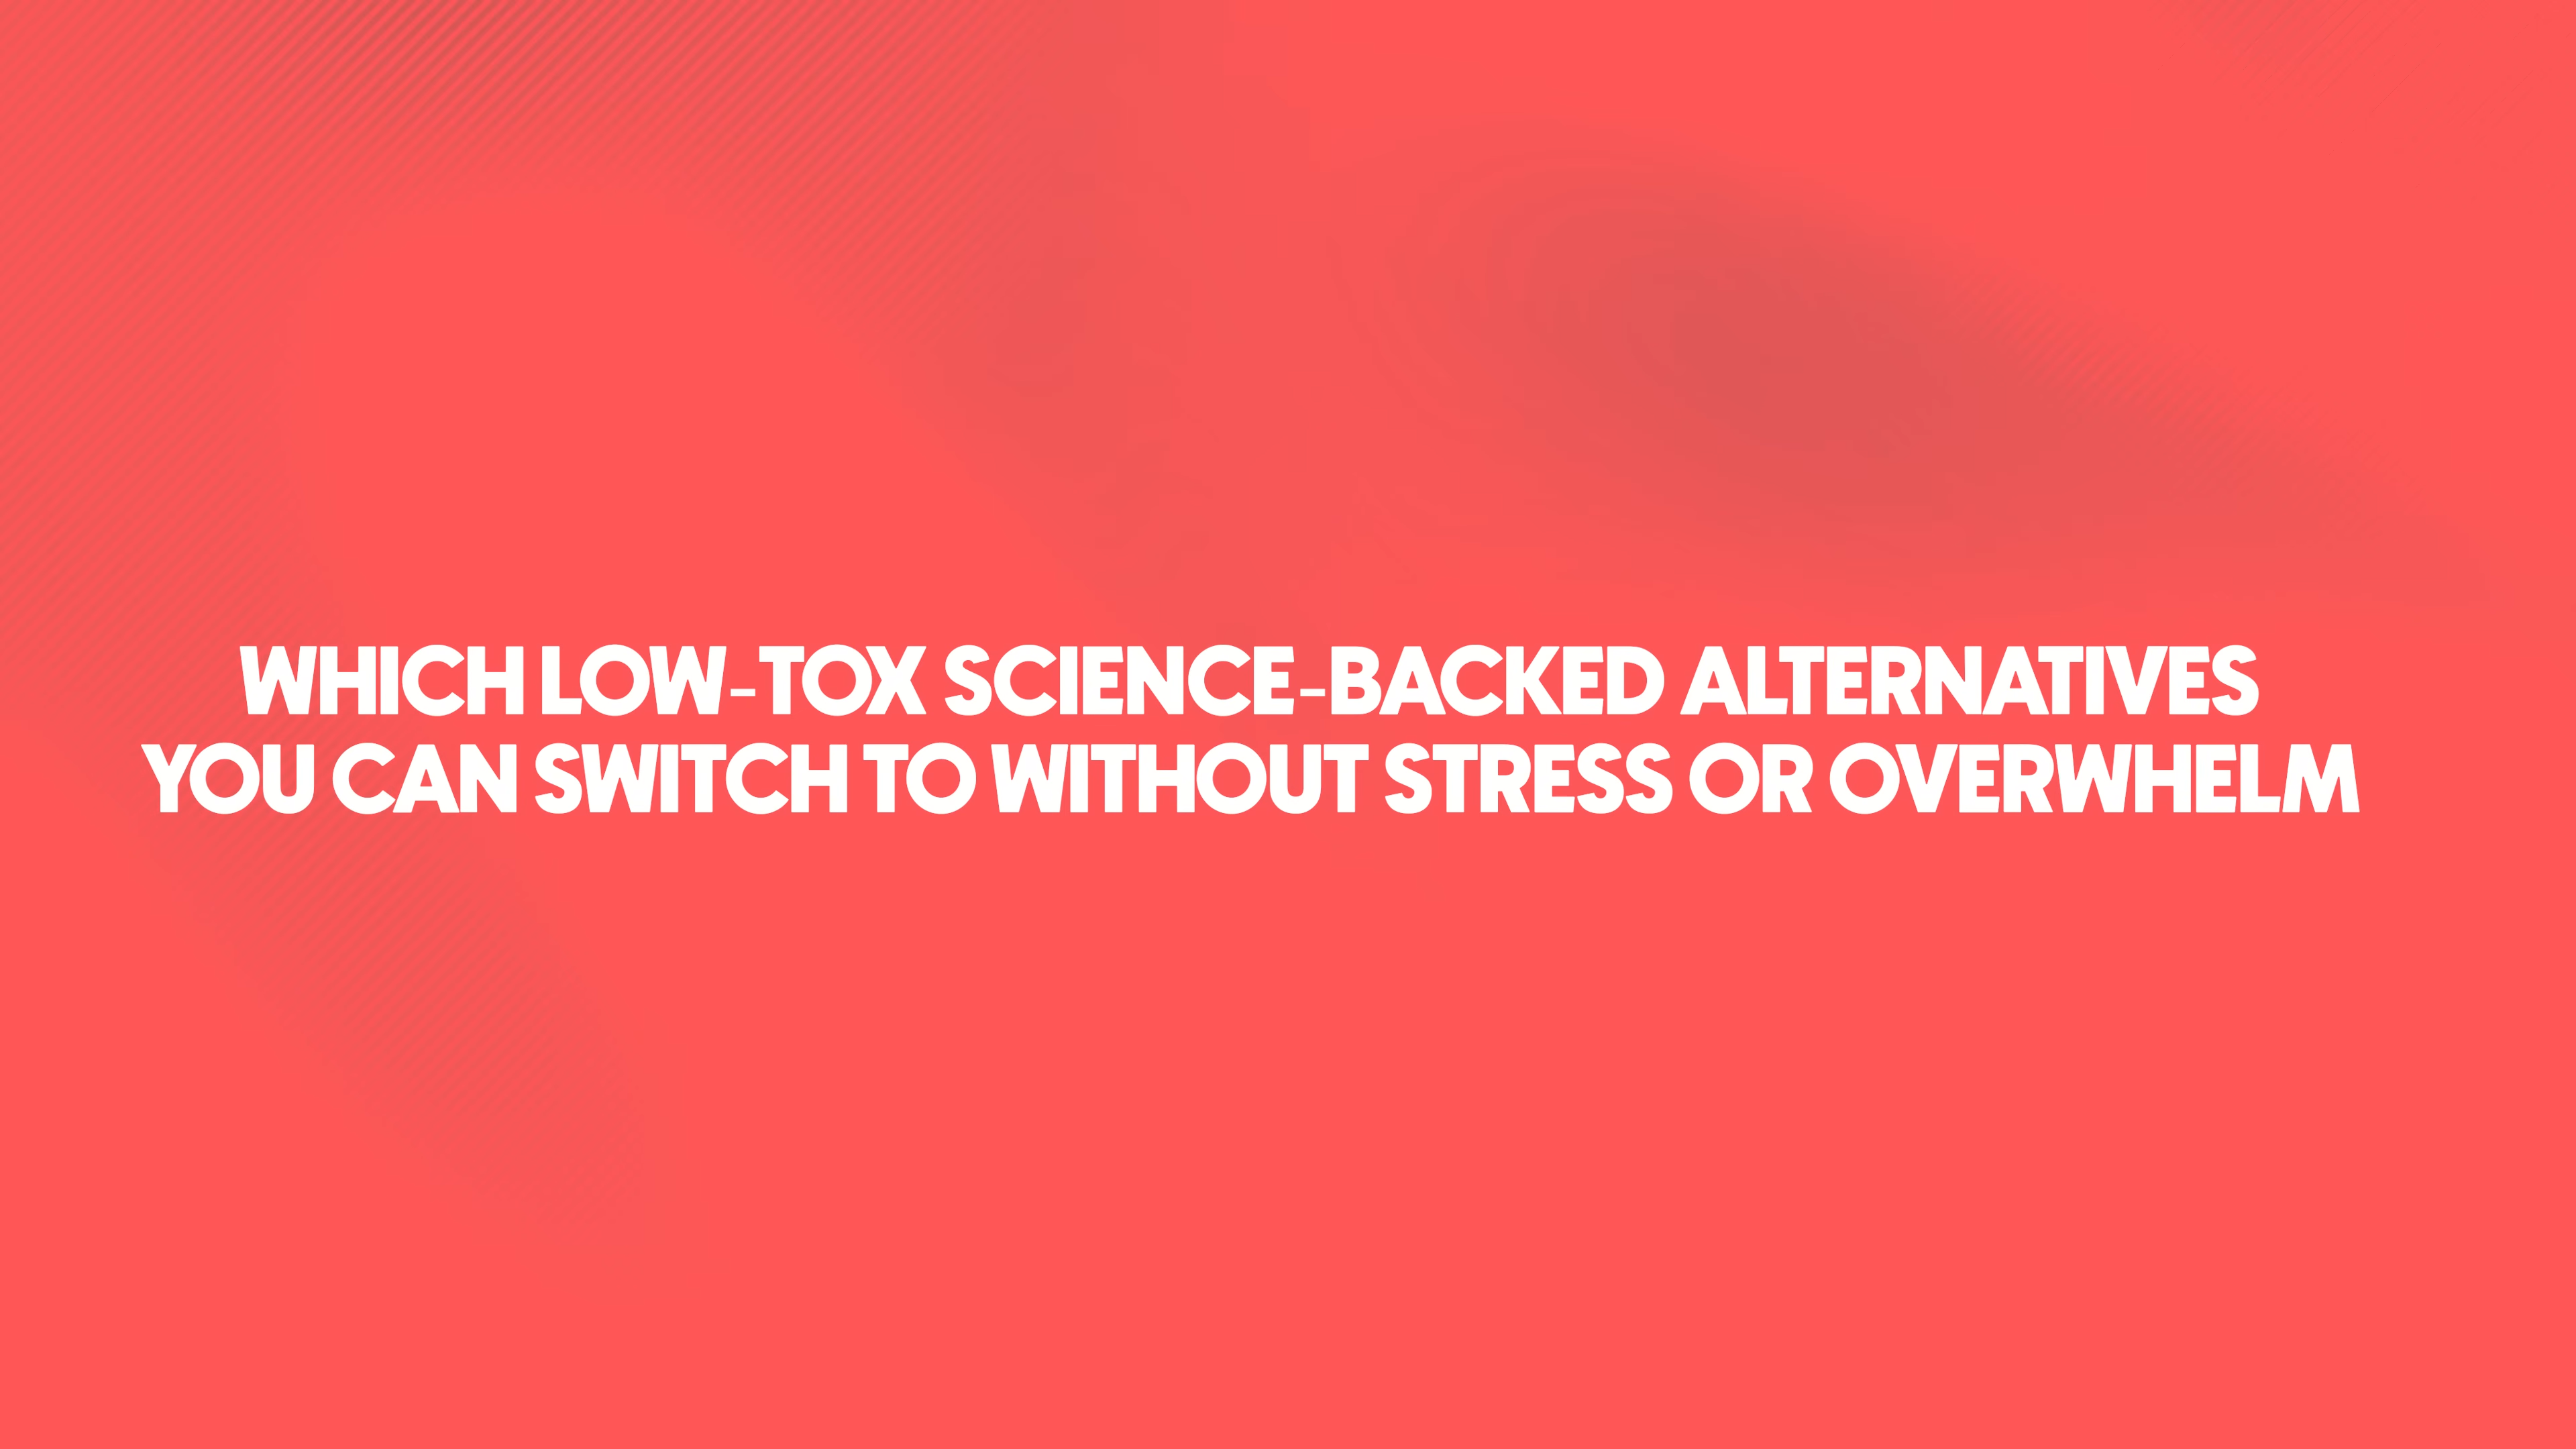 WHICH LOW-TOX SCIENCE-BACKED ALTERNATIVES
YOU CAN SWITCH TO WITHOUT STRESS OR OVERWHELM